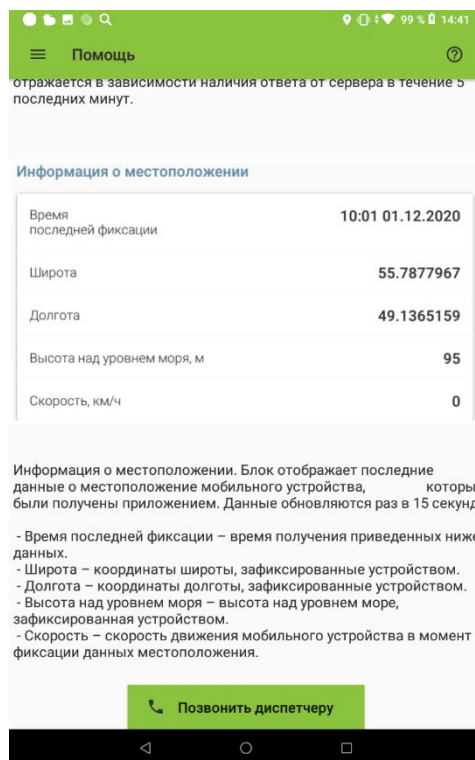 99 % 14:41
Помощь
отражается в зависимости наличия ответа от сервера в течение 5
последних минут.
Информация о местоположении
Время
последней фиксации
10:01 01.12.2020
Широта 55.7877967
Долгота 49.1365159
Высота над уровнем моря, м 95
Скорость, км/ч 0
Информация о местоположении. Блок отображает последние
данные о местоположение мобильного устройства, которы
были получены приложением. Данные обновляются раз в 15 секунд
- Время последней фиксации – время получения приведенных ниже
данных.
- Широта – координаты широты, зафиксированные устройством.
- Долгота – координаты долготы, зафиксированные устройством.
- Высота над уровнем моря – высота над уровнем море,
зафиксированная устройством.
- Скорость – скорость движения мобильного устройства в момент
фиксации данных местоположения.
Позвонить диспетчеру